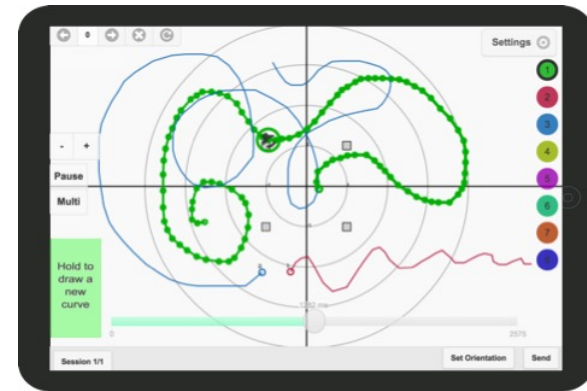 0
Settings
1
2
3
4
5
6
7
8
- +
Pause
Multi
Hold to
draw a
new
curve
0
2575
Session 1/1
Set Orientation
Send